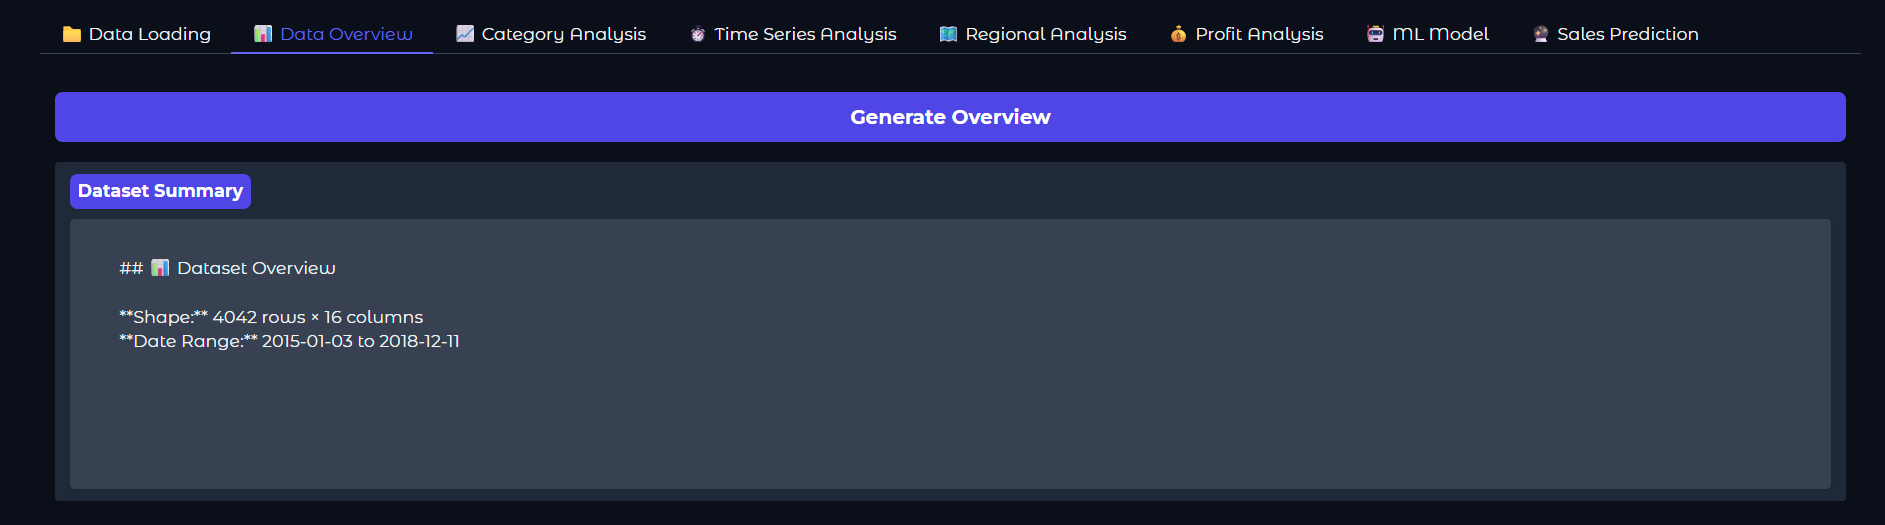 📁 Data Loading 📊 Data Overview 📈 Category Analysis ⏰ Time Series Analysis 🗺️ Regional Analysis 💰 Profit Analysis 🤖 ML Model 🔮 Sales Prediction
Generate Overview
Dataset Summary
## 📊 Dataset Overview
**Shape:** 4042 rows × 16 columns
**Date Range:** 2015-01-03 to 2018-12-11